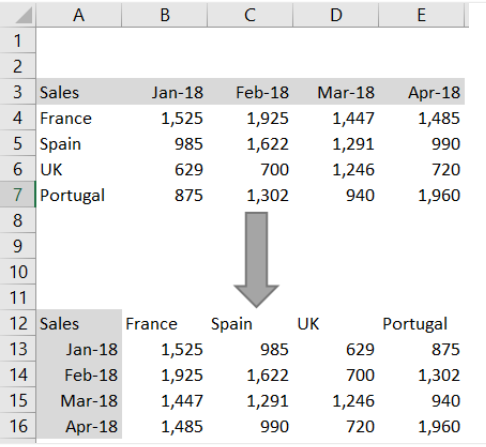 A B C D E
1
2
3 Sales Jan-18 Feb-18 Mar-18 Apr-18
4 France 1,525 1,925 1,447 1,485
5 Spain 985 1,622 1,291 990
6 UK 629 700 1,246 720
7 Portugal 875 1,302 940 1,960
8
9
10
11
12 Sales France Spain UK Portugal
13 Jan-18 1,525 985 629 875
14 Feb-18 1,925 1,622 700 1,302
15 Mar-18 1,447 1,291 1,246 940
16 Apr-18 1,485 990 720 1,960